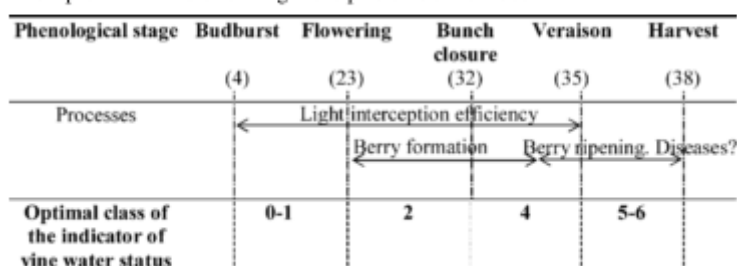 Phenological stage Budburst Flowering Bunch closure Veraison Harvest
(4) (23) (32) (35) (38)
Processes Light interception efficiency
Berry formation Berry ripening. Diseases?
Optimal class of 0-1 2 4 5-6
the indicator of
vine water status